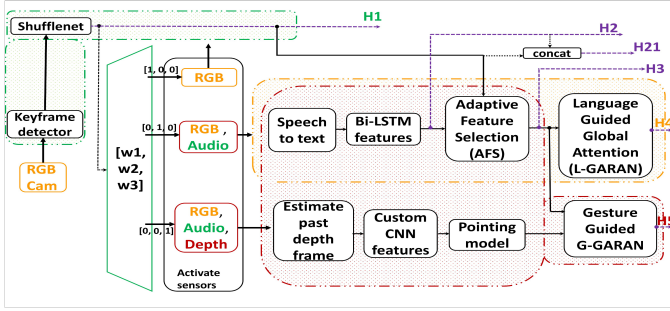 Shufflenet
H1
H2
concat
H21
H3
[1, 0, 0]
RGB
Keyframe
detector
[0, 1, 0]
RGB ,
Audio
Speech
to text
Bi-LSTM
features
Adaptive
Feature
Selection
(AFS)
Language
Guided
Global
Attention
(L-GARAN)
H4
[w1,
w2,
w3]
RGB
Cam
[0, 0, 1]
RGB,
Audio,
Depth
Estimate
past
depth
frame
Custom
CNN
features
Pointing
model
Gesture
Guided
G-GARAN
H5
Activate
sensors